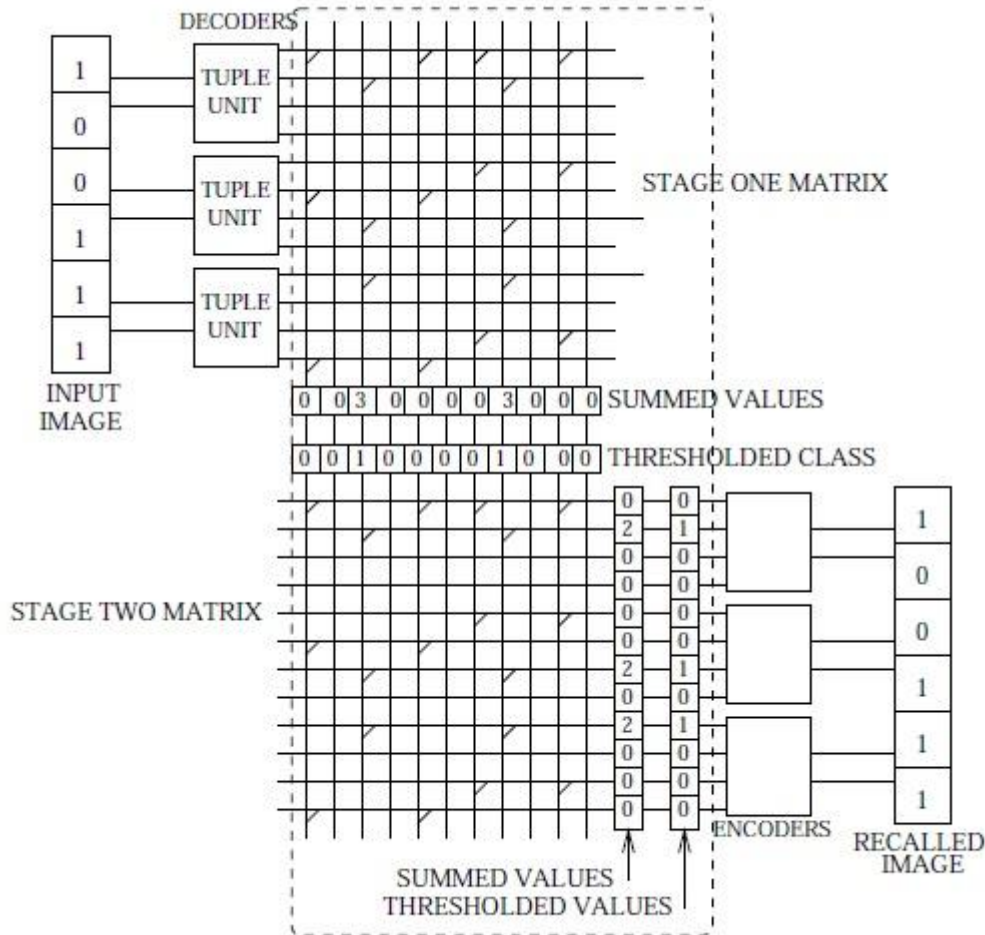 DECODERS
1
0
0
1
1
1
TUPLE
UNIT
TUPLE
UNIT
TUPLE
UNIT
STAGE ONE MATRIX
INPUT
IMAGE
0 0 3 0 0 0 0 3 0 0 0
SUMMED VALUES
0 0 1 0 0 0 0 1 0 0 0
THRESHOLDED CLASS
STAGE TWO MATRIX
0 0
2 1
0 0
0 0
0 0
0 0
2 1
0 0
2 1
0 0
0 0
0 0
ENCODERS
1
0
0
1
1
1
RECALLED
IMAGE
SUMMED VALUES
THRESHOLDED VALUES